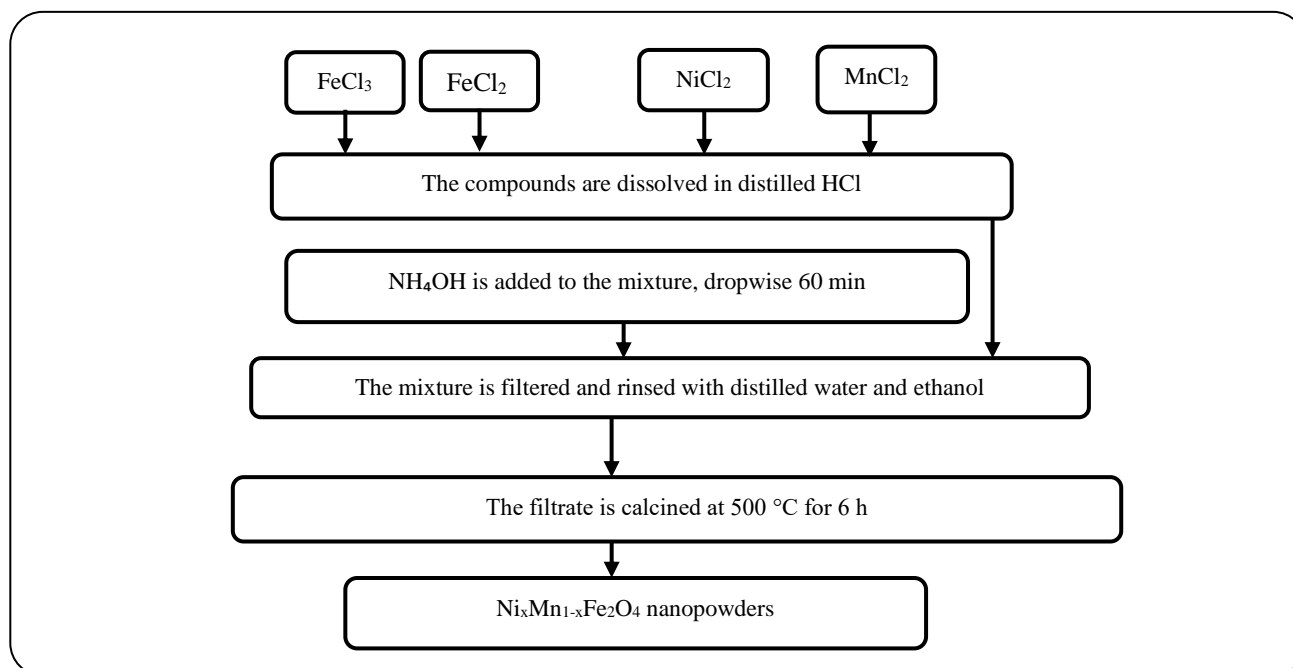 FeCl₃
FeCl₂
NiCl₂
MnCl₂
The compounds are dissolved in distilled HCl
NH₄OH is added to the mixture, dropwise 60 min
The mixture is filtered and rinsed with distilled water and ethanol
The filtrate is calcined at 500 °C for 6 h
NiₓMn₁₋ₓFe₂O₄ nanopowders